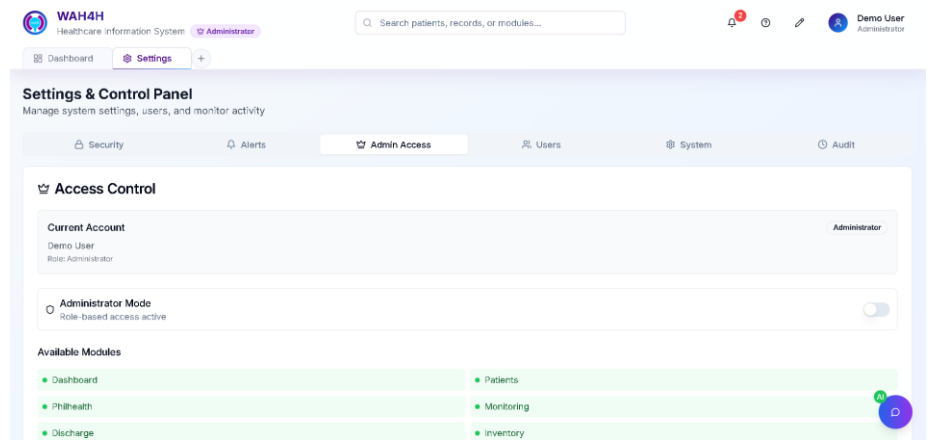 WAH4H
Healthcare Information System Administrator
Search patients, records, or modules...
2
Demo User
Administrator
Dashboard Settings +
Settings & Control Panel
Manage system settings, users, and monitor activity
Security Alerts Admin Access Users System Audit
Access Control
Current Account Administrator
Demo User
Role: Administrator
Administrator Mode
Role-based access active
Available Modules
Dashboard Patients
Philhealth Monitoring
AI
Discharge Inventory